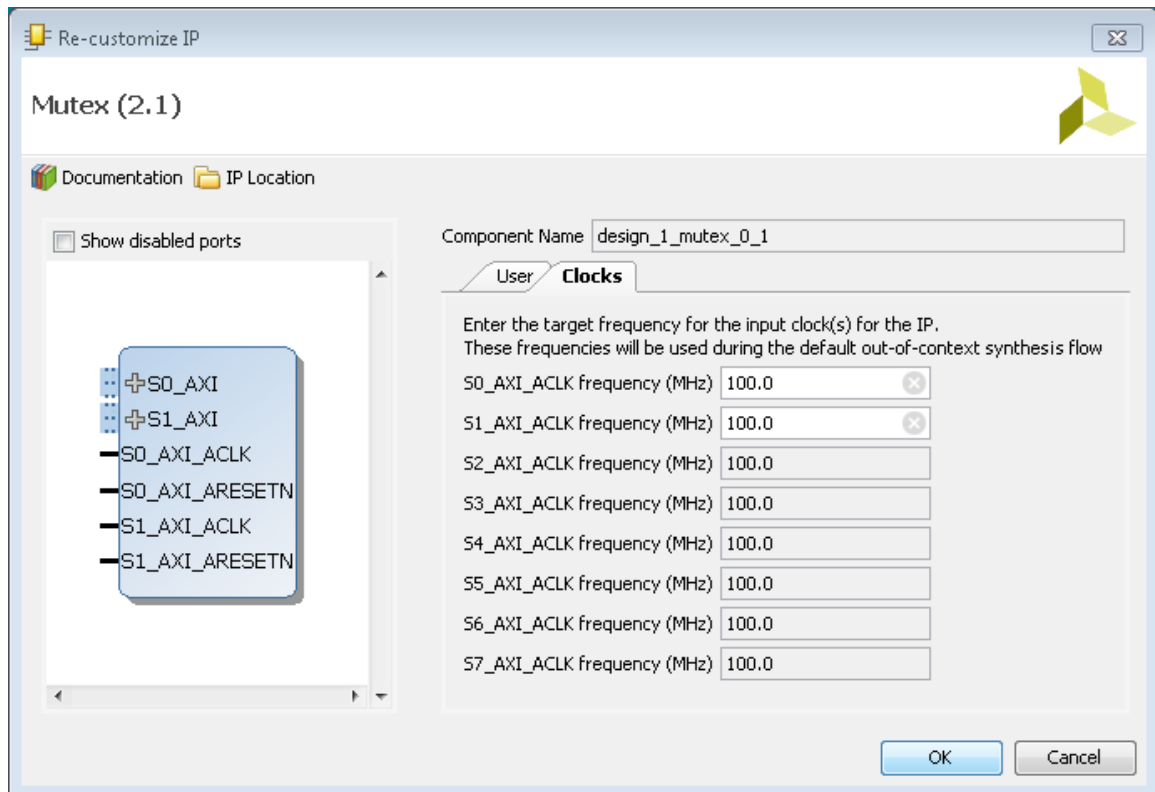 Re-customize IP
Mutex (2.1)
Documentation IP Location
Show disabled ports
S0_AXI
S1_AXI
S0_AXI_ACLK
S0_AXI_ARESETN
S1_AXI_ACLK
S1_AXI_ARESETN
Component Name design_1_mutex_0_1
User Clocks
Enter the target frequency for the input clock(s) for the IP.
These frequencies will be used during the default out-of-context synthesis flow
S0_AXI_ACLK frequency (MHz) 100.0
S1_AXI_ACLK frequency (MHz) 100.0
S2_AXI_ACLK frequency (MHz) 100.0
S3_AXI_ACLK frequency (MHz) 100.0
S4_AXI_ACLK frequency (MHz) 100.0
S5_AXI_ACLK frequency (MHz) 100.0
S6_AXI_ACLK frequency (MHz) 100.0
S7_AXI_ACLK frequency (MHz) 100.0
OK Cancel